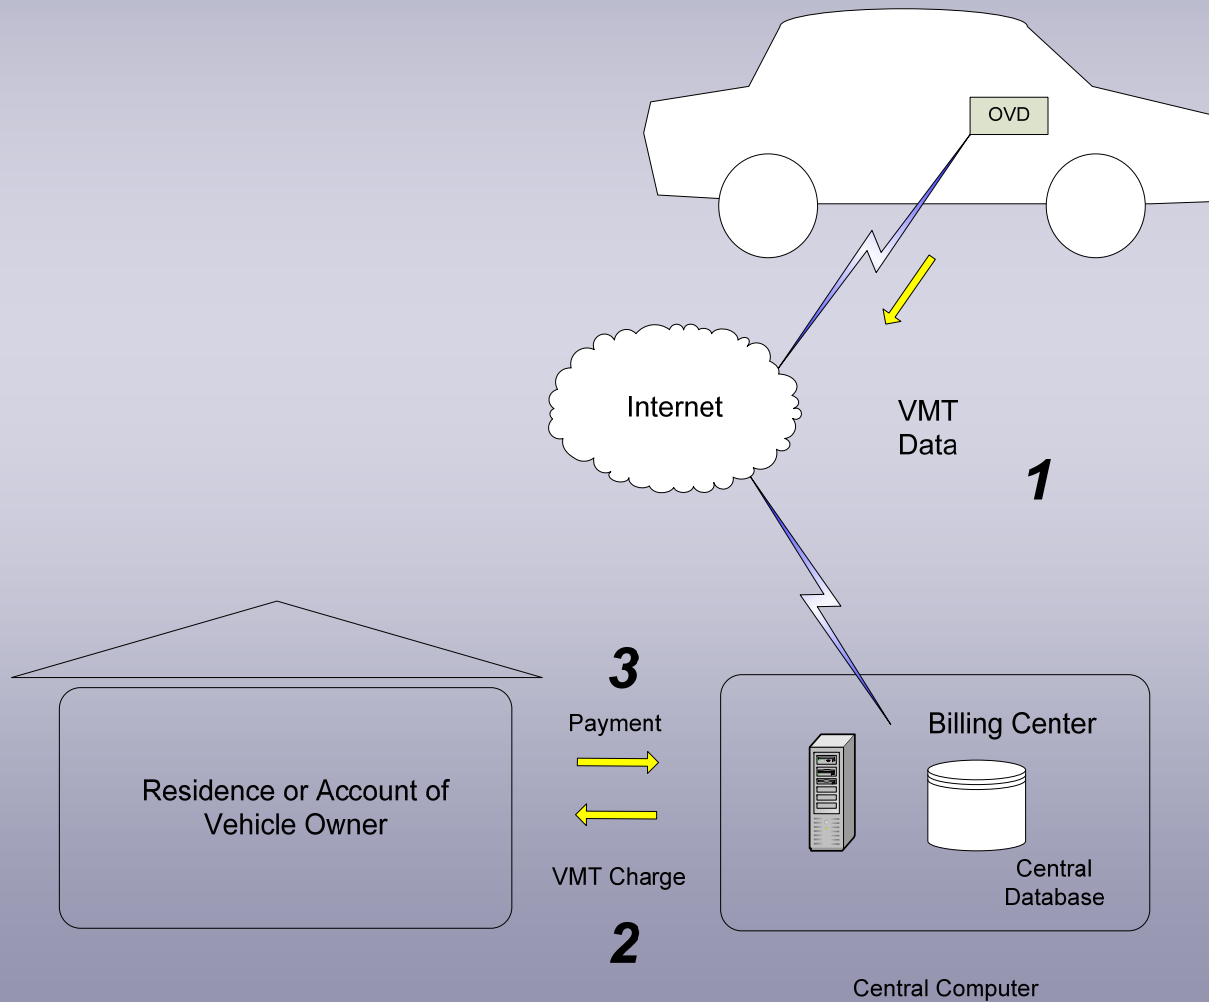 OVD
Internet
VMT
Data
1
3
Payment
Billing Center
Residence or Account of
Vehicle Owner
VMT Charge
Central
Database
2
Central Computer